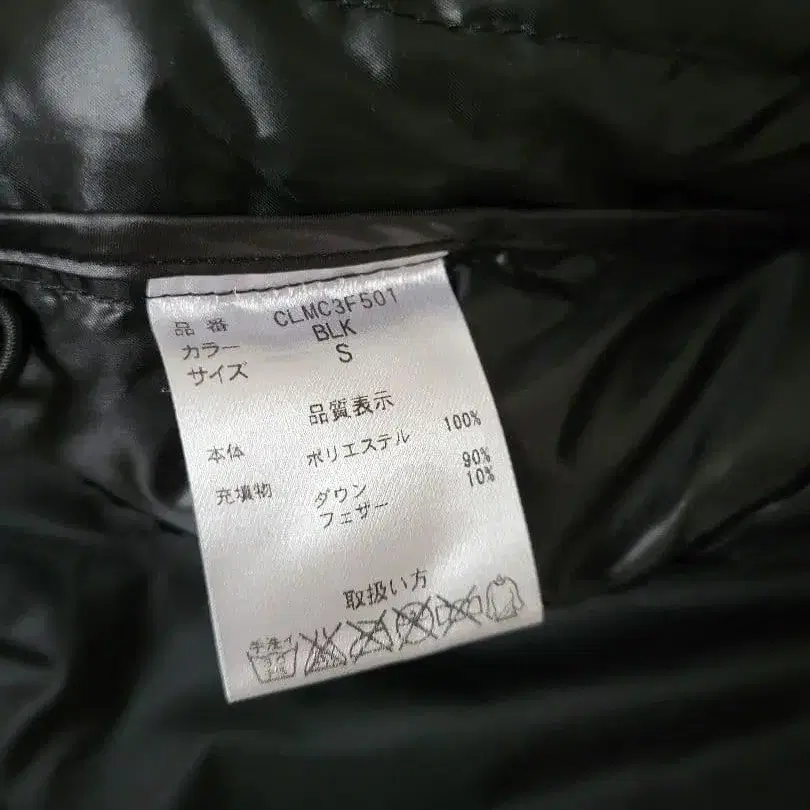 品番 CLMC3F501
カラー BLK
サイズ S
品質表示
本体 ポリエステル 100%
充填物 ダウン 90%
フェザー 10%
取扱い方
手洗イ